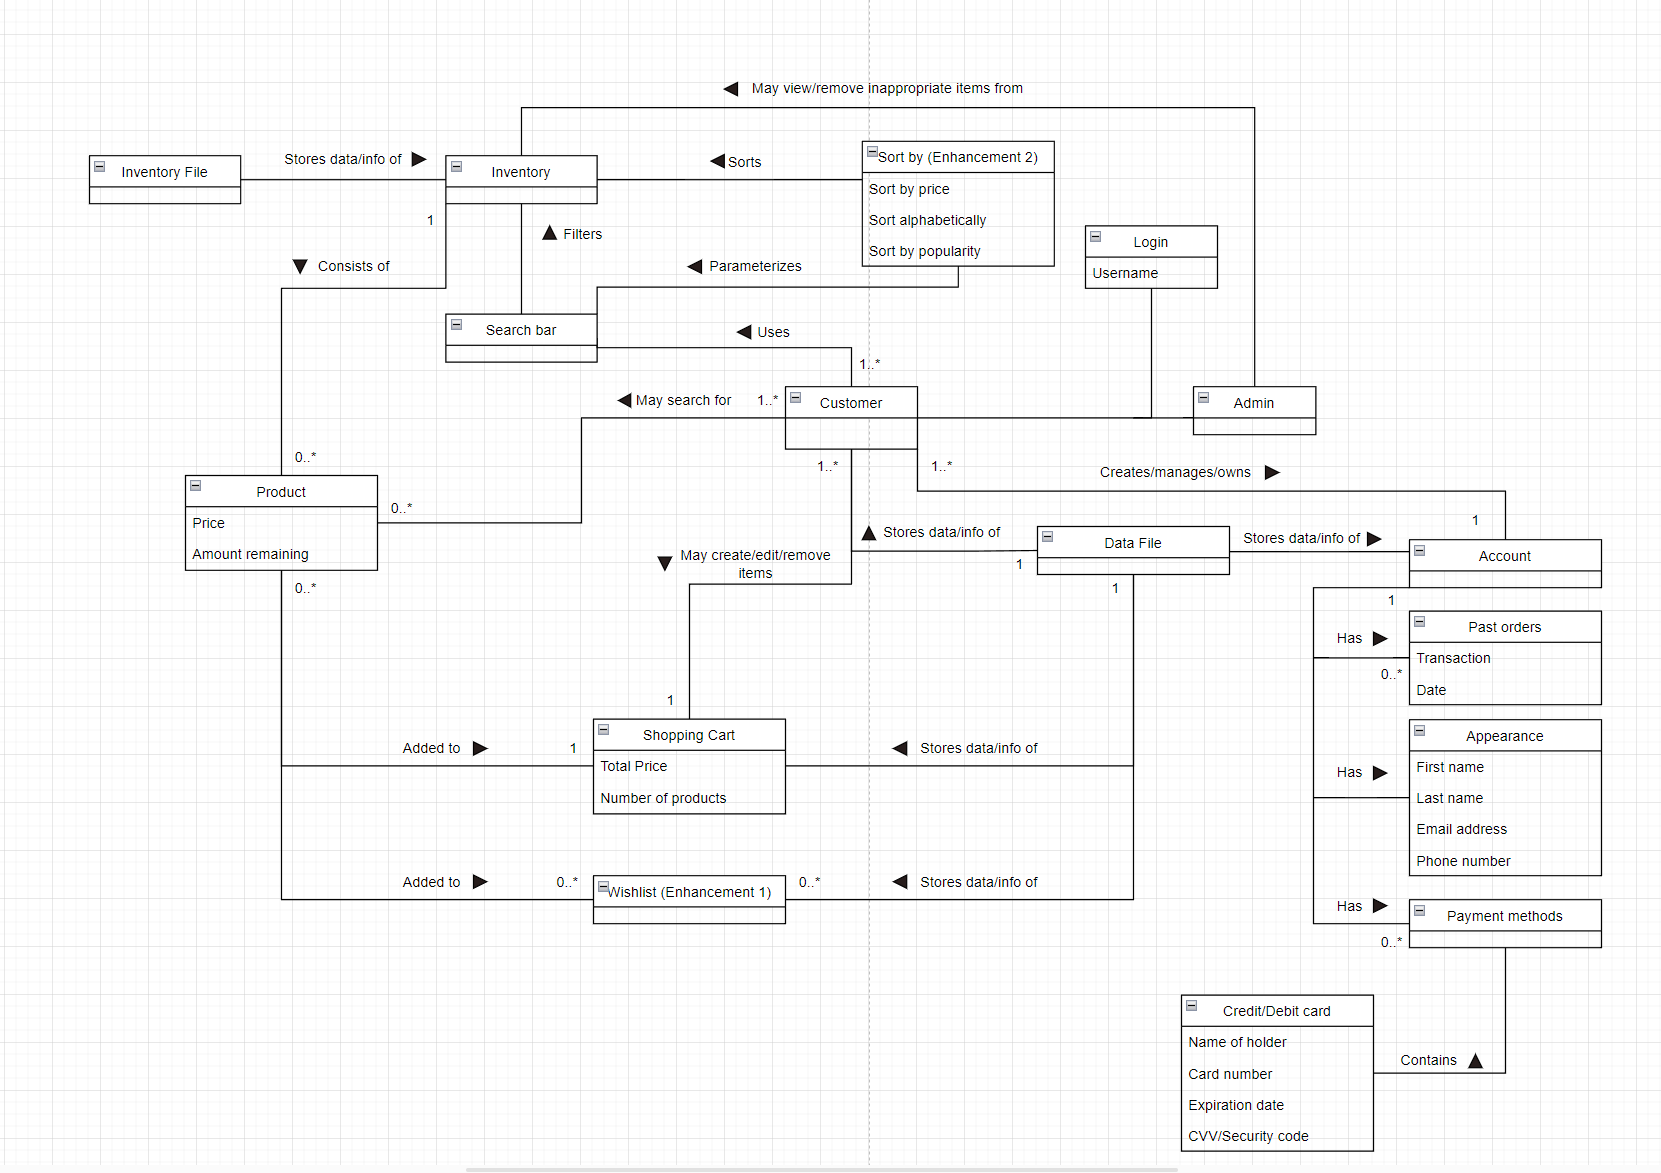 May view/remove inappropriate items from
Inventory File
Stores data/info of
Inventory
Sorts
Sort by (Enhancement 2)
Sort by price
Sort alphabetically
Sort by popularity
1
Filters
Login
Username
Consists of
Parameterizes
Search bar
Uses
1..*
May search for
1..*
Customer
Admin
0..*
1..*
1..*
Creates/manages/owns
Product
Price
Amount remaining
0..*
0..*
1
Stores data/info of
Data File
Stores data/info of
Account
May create/edit/remove
items
1
1
1
Has
Past orders
Transaction
Date
0..*
1
Shopping Cart
Total Price
Number of products
Added to
1
Stores data/info of
Appearance
First name
Last name
Email address
Phone number
Has
Added to
0..*
Wishlist (Enhancement 1)
0..*
Stores data/info of
Has
Payment methods
0..*
Credit/Debit card
Name of holder
Card number
Expiration date
CVV/Security code
Contains